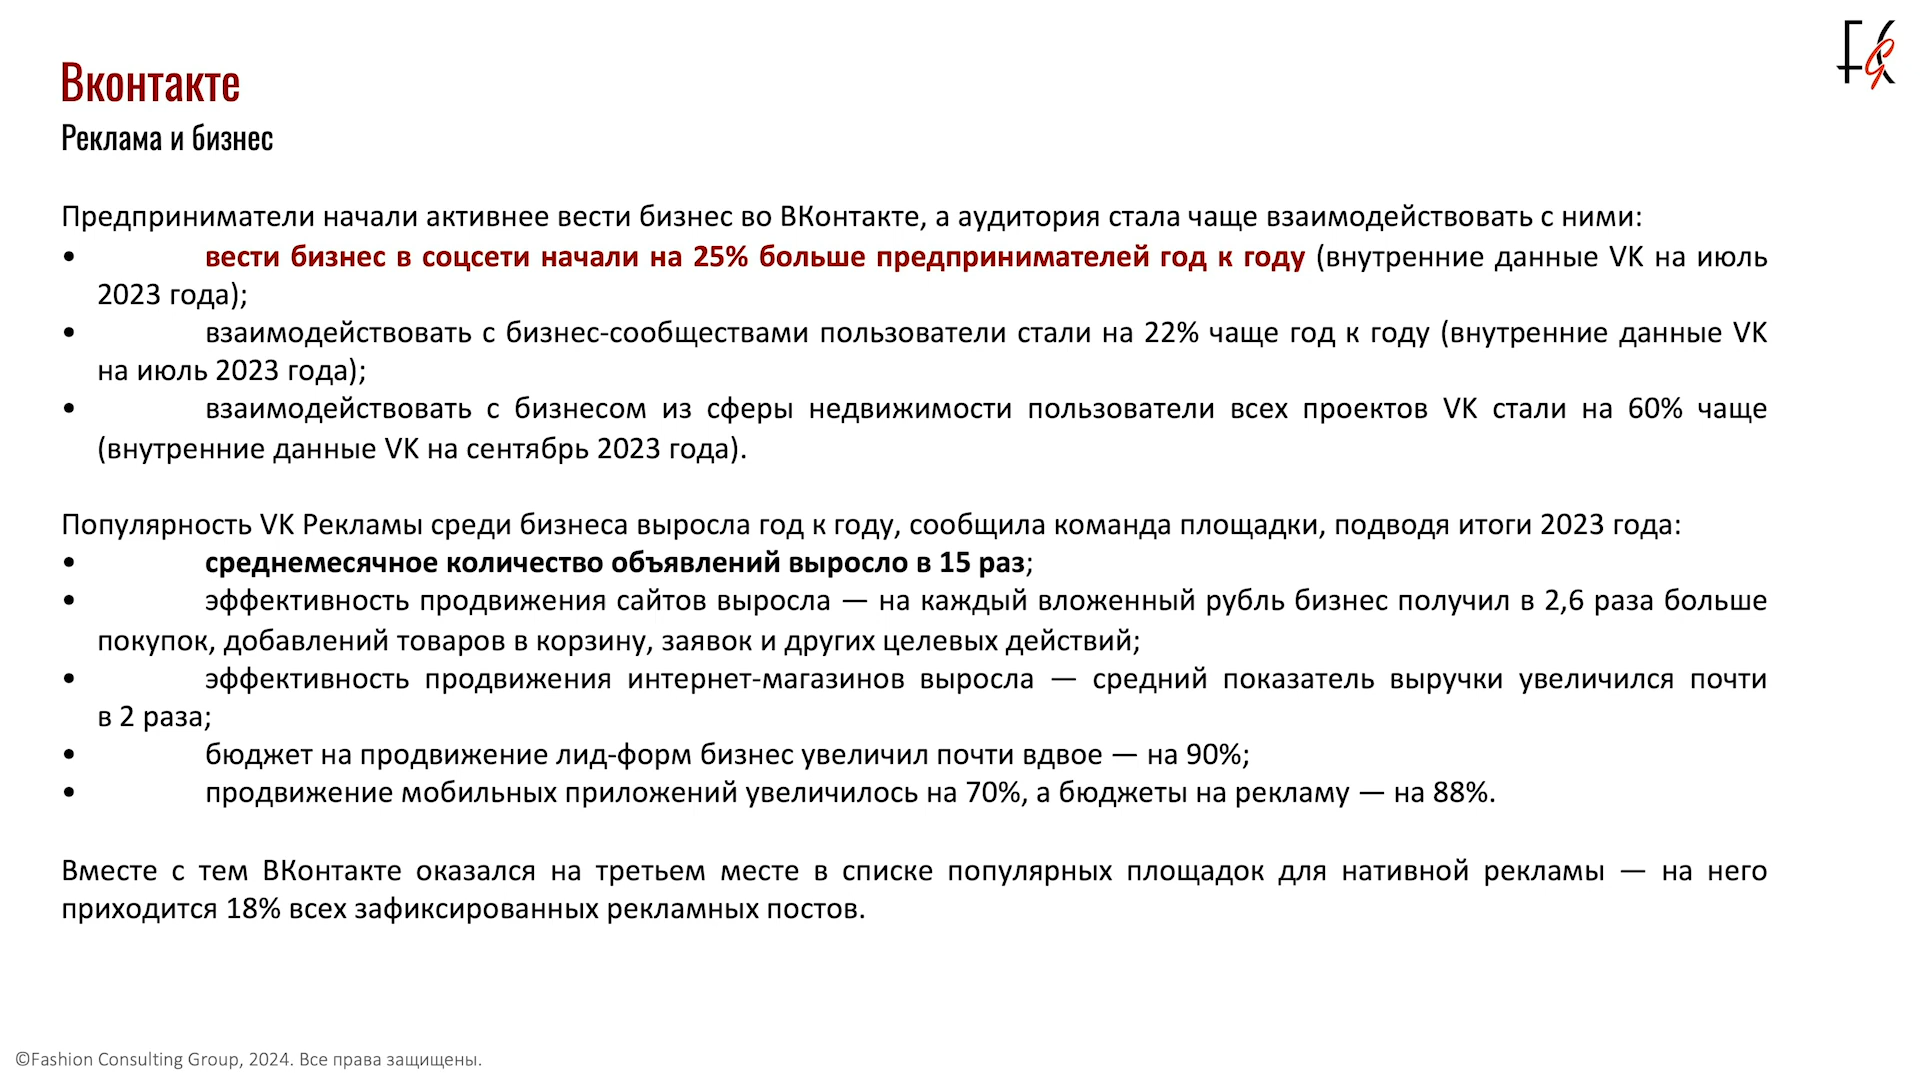 FCG
Вконтакте
Реклама и бизнес
Предприниматели начали активнее вести бизнес во ВКонтакте, а аудитория стала чаще взаимодействовать с ними:
• вести бизнес в соцсети начали на 25% больше предпринимателей год к году (внутренние данные VK на июль
2023 года);
• взаимодействовать с бизнес-сообществами пользователи стали на 22% чаще год к году (внутренние данные VK
на июль 2023 года);
• взаимодействовать с бизнесом из сферы недвижимости пользователи всех проектов VK стали на 60% чаще
(внутренние данные VK на сентябрь 2023 года).
Популярность VK Рекламы среди бизнеса выросла год к году, сообщила команда площадки, подводя итоги 2023 года:
• среднемесячное количество объявлений выросло в 15 раз;
• эффективность продвижения сайтов выросла — на каждый вложенный рубль бизнес получил в 2,6 раза больше
покупок, добавлений товаров в корзину, заявок и других целевых действий;
• эффективность продвижения интернет-магазинов выросла — средний показатель выручки увеличился почти
в 2 раза;
• бюджет на продвижение лид-форм бизнес увеличил почти вдвое — на 90%;
• продвижение мобильных приложений увеличилось на 70%, а бюджеты на рекламу — на 88%.
Вместе с тем ВКонтакте оказался на третьем месте в списке популярных площадок для нативной рекламы — на него
приходится 18% всех зафиксированных рекламных постов.
©Fashion Consulting Group, 2024. Все права защищены.